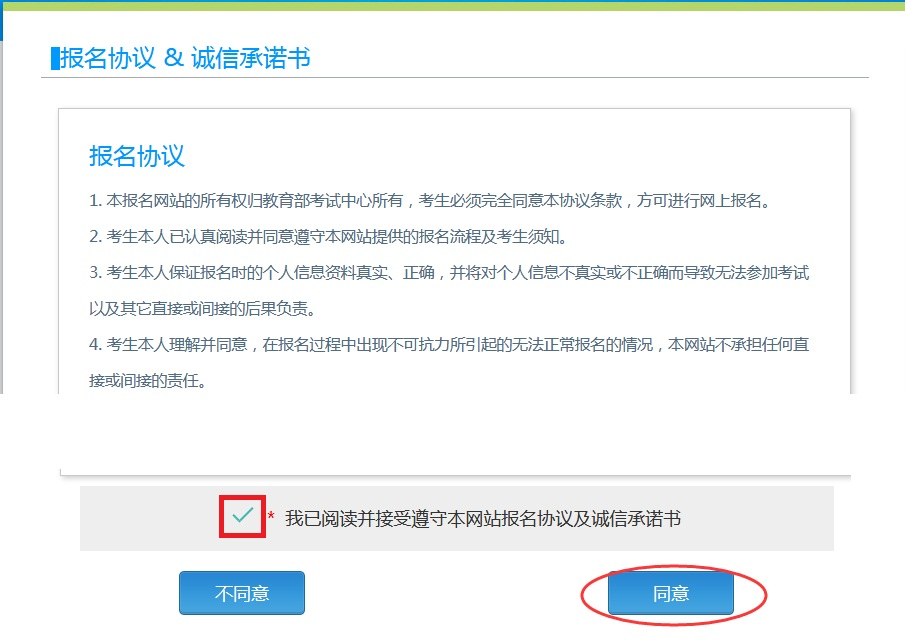 报名协议 & 诚信承诺书
报名协议
1. 本报名网站的所有权归教育部考试中心所有，考生必须完全同意本协议条款，方可进行网上报名。
2. 考生本人已认真阅读并同意遵守本网站提供的报名流程及考生须知。
3. 考生本人保证报名时的个人信息资料真实、正确，并将对个人信息不真实或不正确而导致无法参加考试
以及其它直接或间接的后果负责。
4. 考生本人理解并同意，在报名过程中出现不可抗力所引起的无法正常报名的情况，本网站不承担任何直
接或间接的责任。
* 我已阅读并接受遵守本网站报名协议及诚信承诺书
不同意 同意